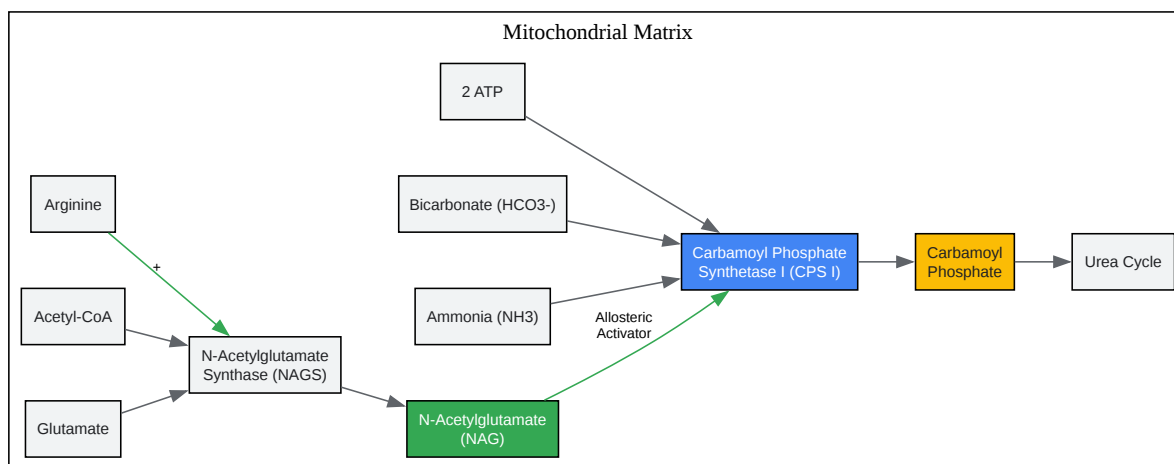 Mitochondrial Matrix
2 ATP
Arginine
Bicarbonate (HCO3-)
+
Carbamoyl Phosphate
Synthetase I (CPS I)
Carbamoyl
Phosphate
Urea Cycle
Acetyl-CoA
Ammonia (NH3)
Allosteric
Activator
N-Acetylglutamate
Synthase (NAGS)
Glutamate
N-Acetylglutamate
(NAG)